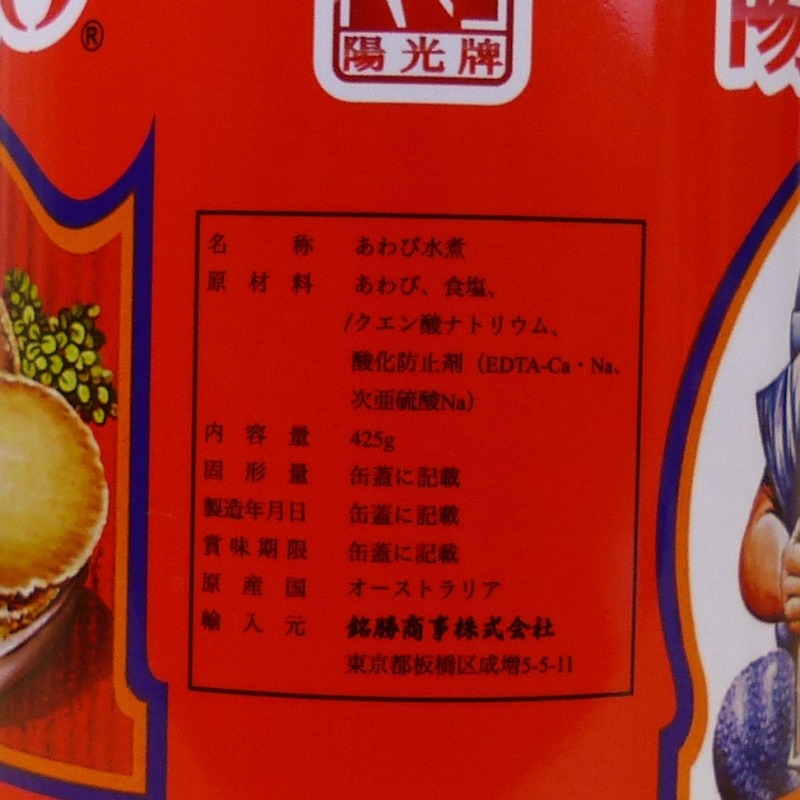 ®
陽光牌
陽
名称 あわび水煮
原材料 あわび、食塩、
/クエン酸ナトリウム、
酸化防止剤（EDTA-Ca・Na、
次亜硫酸Na）
内容量 425g
固形量 缶蓋に記載
製造年月日 缶蓋に記載
賞味期限 缶蓋に記載
原産国 オーストラリア
輸入元 銘勝商事株式会社
東京都板橋区成増5-5-11